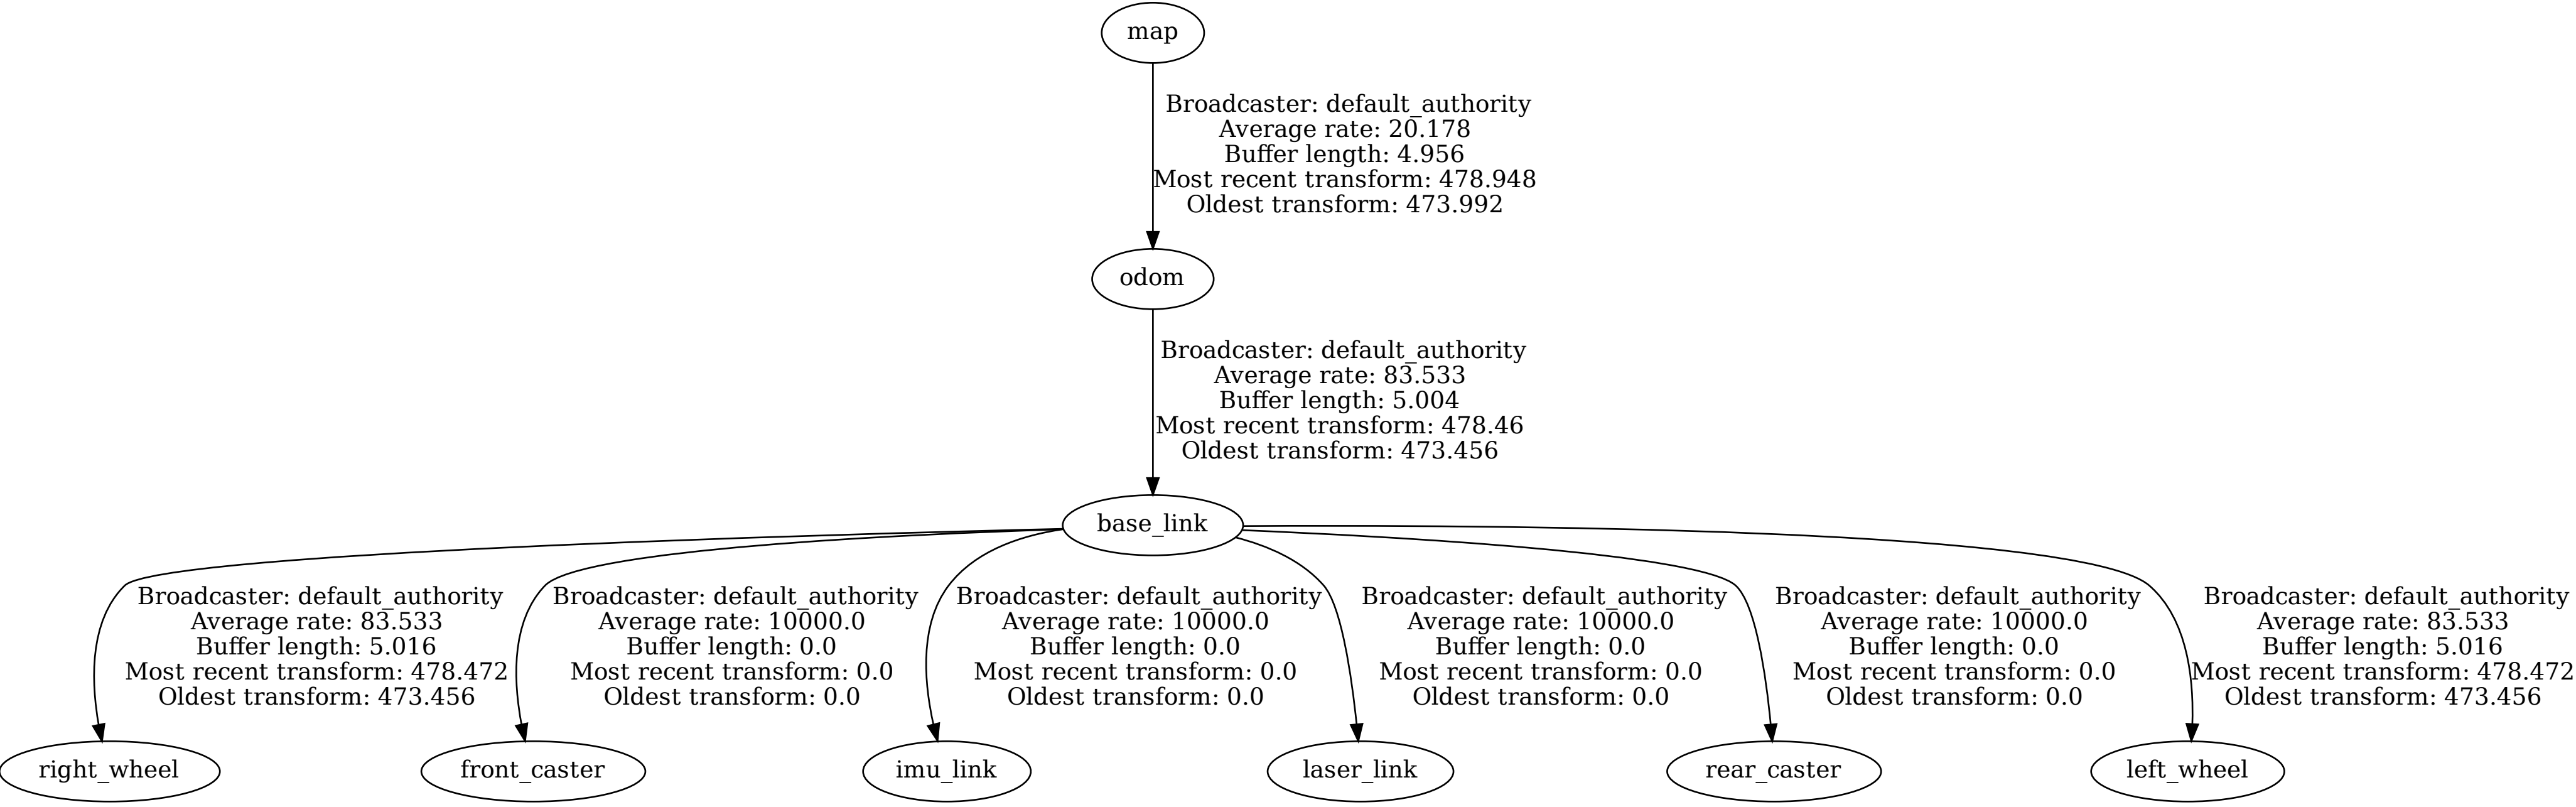 map
Broadcaster: default_authority
Average rate: 20.178
Buffer length: 4.956
Most recent transform: 478.948
Oldest transform: 473.992
odom
Broadcaster: default_authority
Average rate: 83.533
Buffer length: 5.004
Most recent transform: 478.46
Oldest transform: 473.456
base_link
Broadcaster: default_authority
Average rate: 83.533
Buffer length: 5.016
Most recent transform: 478.472
Oldest transform: 473.456
Broadcaster: default_authority
Average rate: 10000.0
Buffer length: 0.0
Most recent transform: 0.0
Oldest transform: 0.0
Broadcaster: default_authority
Average rate: 10000.0
Buffer length: 0.0
Most recent transform: 0.0
Oldest transform: 0.0
Broadcaster: default_authority
Average rate: 10000.0
Buffer length: 0.0
Most recent transform: 0.0
Oldest transform: 0.0
Broadcaster: default_authority
Average rate: 10000.0
Buffer length: 0.0
Most recent transform: 0.0
Oldest transform: 0.0
Broadcaster: default_authority
Average rate: 83.533
Buffer length: 5.016
Most recent transform: 478.472
Oldest transform: 473.456
right_wheel
front_caster
imu_link
laser_link
rear_caster
left_wheel